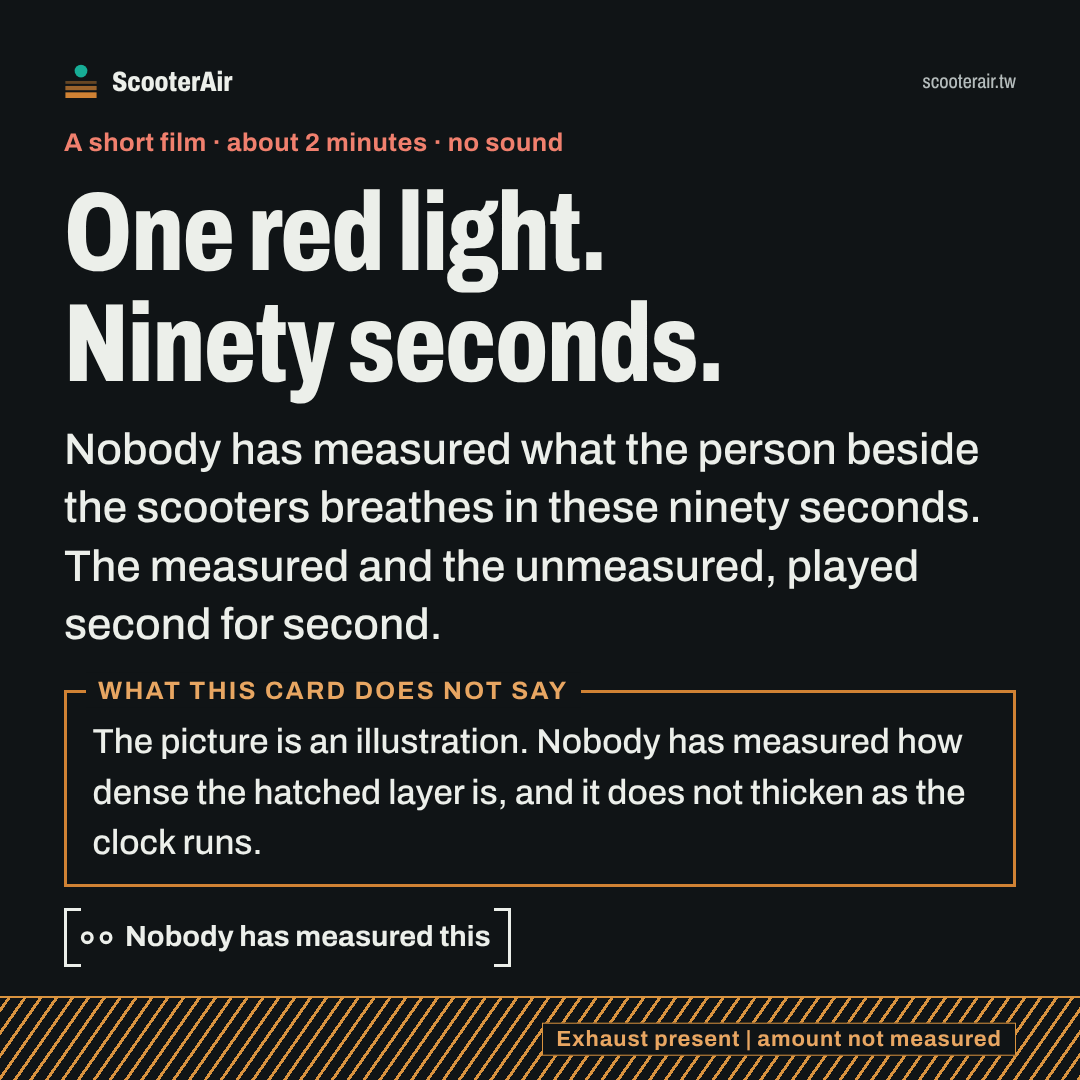 ScooterAir
scooterair.tw
A short film · about 2 minutes · no sound
One red light.
Ninety seconds.
Nobody has measured what the person beside
the scooters breathes in these ninety seconds.
The measured and the unmeasured, played
second for second.
WHAT THIS CARD DOES NOT SAY
The picture is an illustration. Nobody has measured how
dense the hatched layer is, and it does not thicken as the
clock runs.
Nobody has measured this
Exhaust present | amount not measured